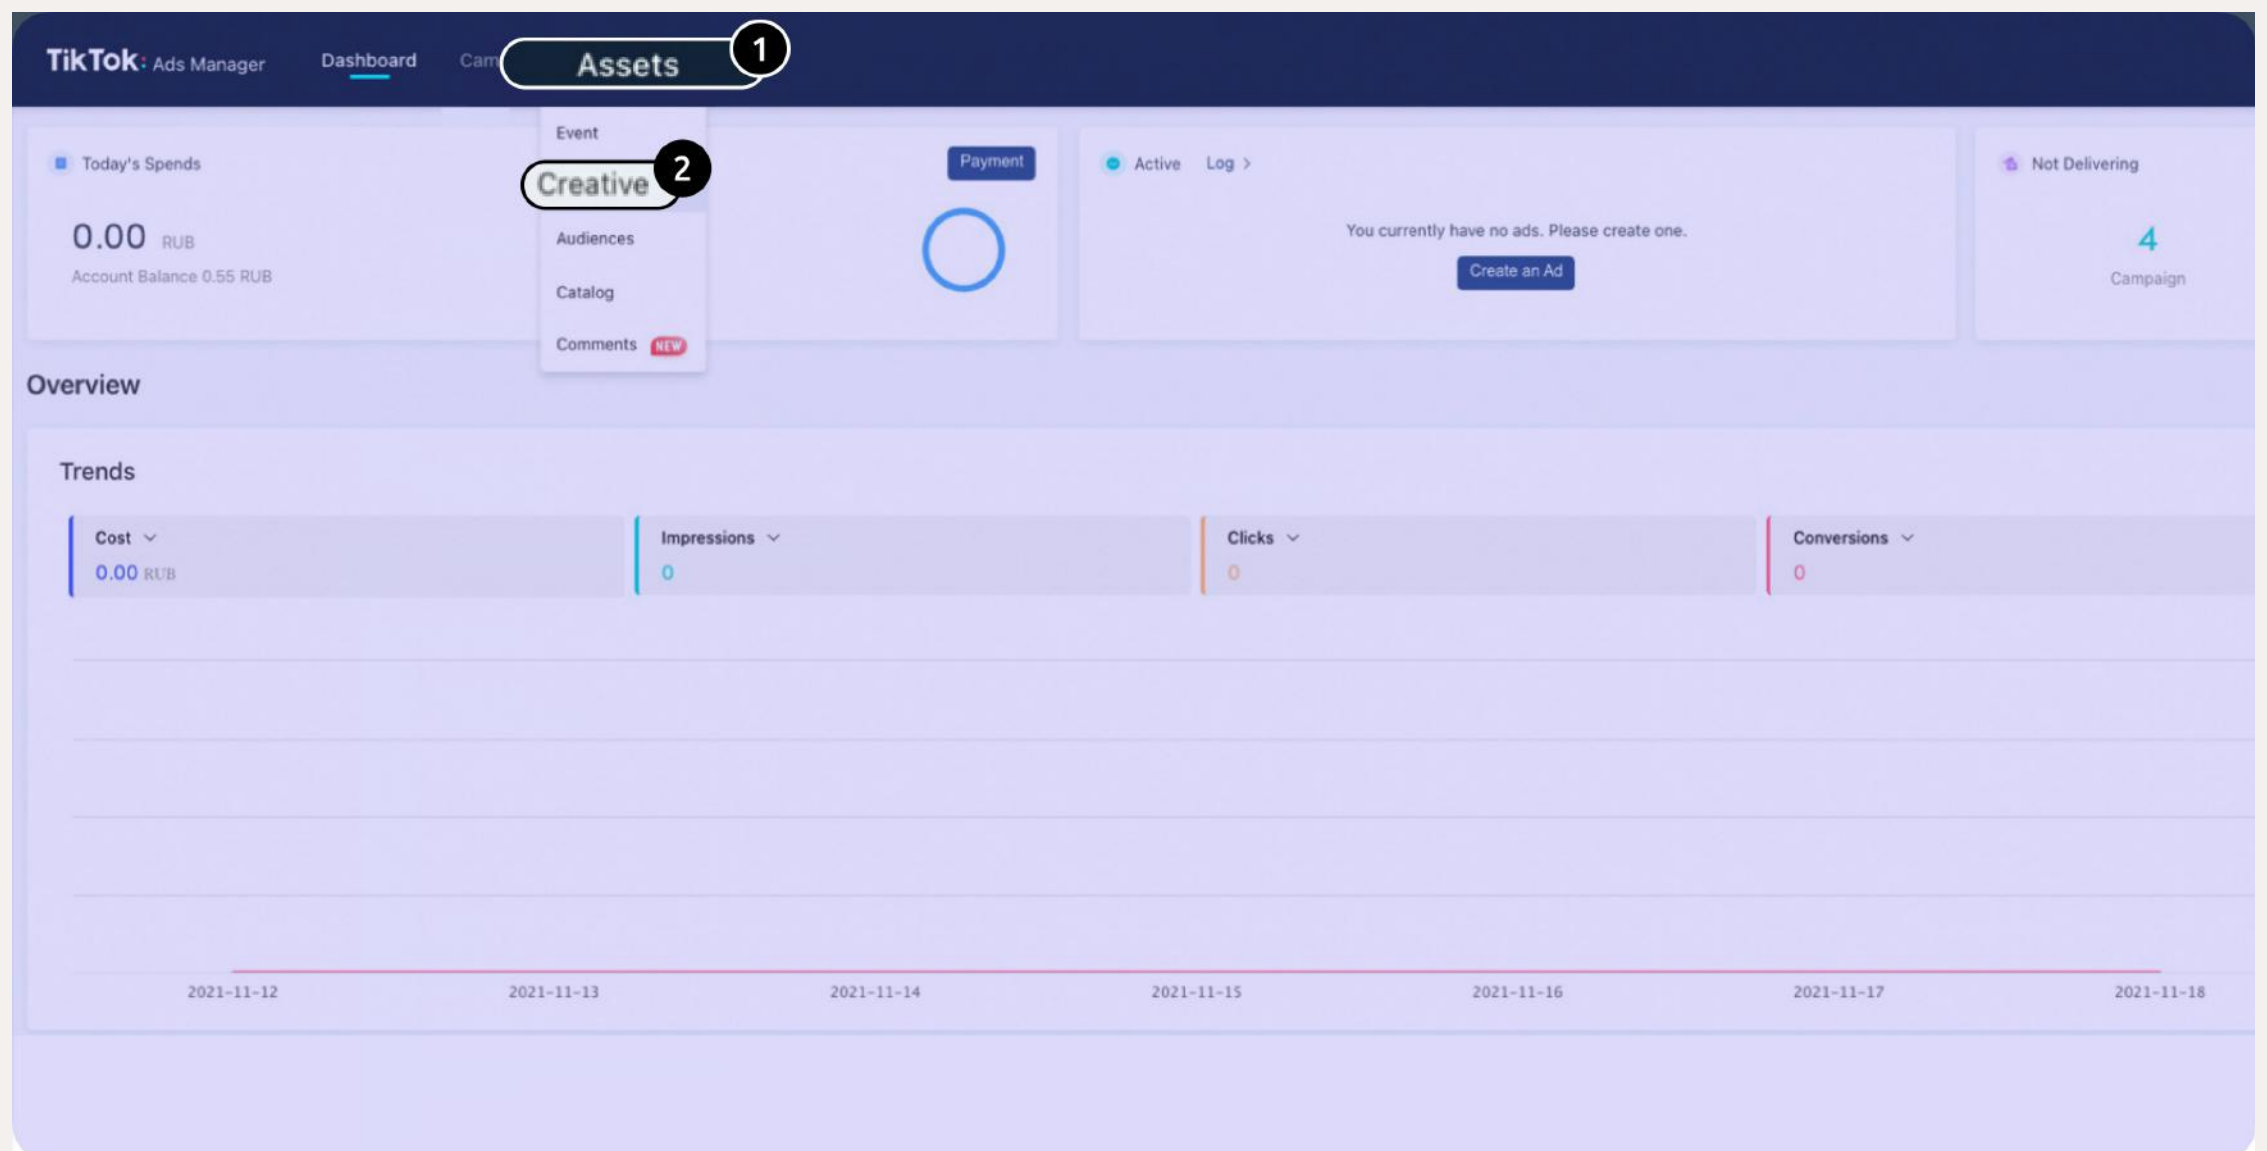 TikTok: Ads Manager Dashboard Assets 1
Event
Creative 2
Audiences
Catalog
Comments NEW
Today's Spends
Payment
0.00 RUB
Account Balance 0.55 RUB
Active Log >
You currently have no ads. Please create one.
Create an Ad
Not Delivering
4
Campaign
Overview
Trends
Cost
0.00 RUB
Impressions
0
Clicks
0
Conversions
0
2021-11-12 2021-11-13 2021-11-14 2021-11-15 2021-11-16 2021-11-17 2021-11-18